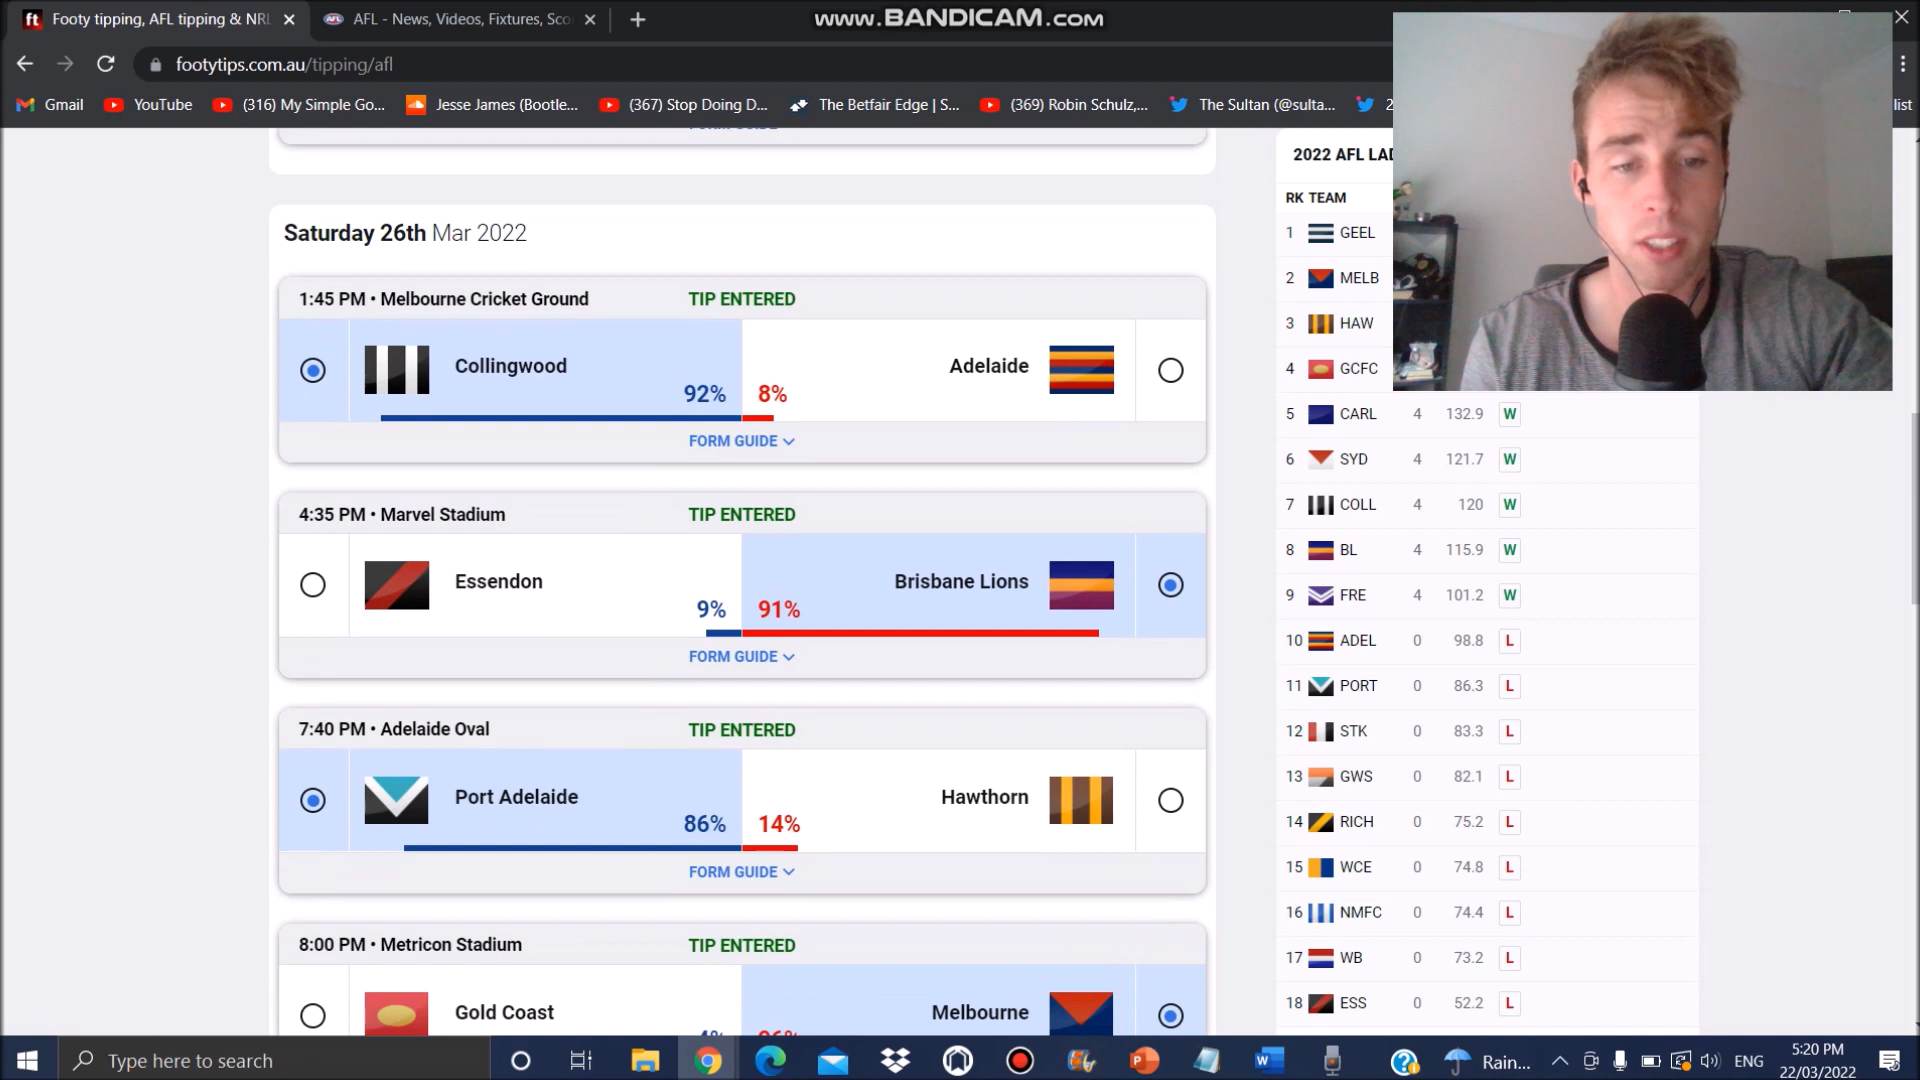 Footy tipping, AFL tipping & NRL
AFL - News, Videos, Fixtures, Sco
www.BANDICAM.com
footytips.com.au/tipping/afl
Gmail
YouTube
(316) My Simple Go...
Jesse James (Bootle...
(367) Stop Doing D...
The Betfair Edge | S...
(369) Robin Schulz,...
The Sultan (@sulta...
2
list
FORM GUIDE
Saturday 26th Mar 2022
1:45 PM • Melbourne Cricket Ground TIP ENTERED
Collingwood
92%
8%
Adelaide
FORM GUIDE
4:35 PM • Marvel Stadium TIP ENTERED
Essendon
9%
91%
Brisbane Lions
FORM GUIDE
7:40 PM • Adelaide Oval TIP ENTERED
Port Adelaide
86%
14%
Hawthorn
FORM GUIDE
8:00 PM • Metricon Stadium TIP ENTERED
Gold Coast
4%
96%
Melbourne
2022 AFL LAD
RK TEAM
1 GEEL
2 MELB
3 HAW
4 GCFC
5 CARL 4 132.9 W
6 SYD 4 121.7 W
7 COLL 4 120 W
8 BL 4 115.9 W
9 FRE 4 101.2 W
10 ADEL 0 98.8 L
11 PORT 0 86.3 L
12 STK 0 83.3 L
13 GWS 0 82.1 L
14 RICH 0 75.2 L
15 WCE 0 74.8 L
16 NMFC 0 74.4 L
17 WB 0 73.2 L
18 ESS 0 52.2 L
Type here to search
Rain...
ENG
5:20 PM
22/03/2022